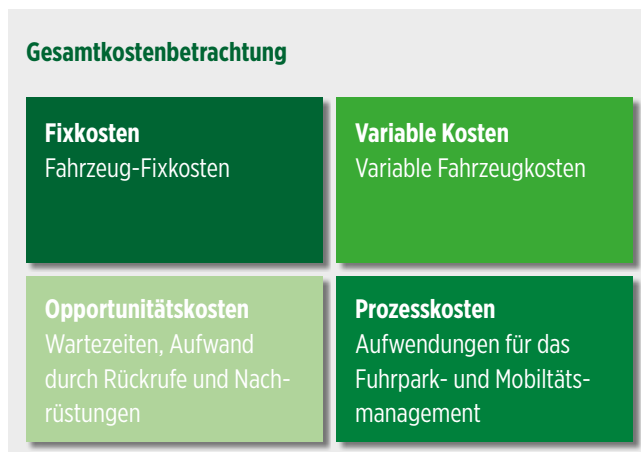 Gesamtkostenbetrachtung
Fixkosten
Fahrzeug-Fixkosten
Variable Kosten
Variable Fahrzeugkosten
Opportunitätskosten
Wartezeiten, Aufwand
durch Rückrufe und Nach-
rüstungen
Prozesskosten
Aufwendungen für das
Fuhrpark- und Mobiltäts-
management